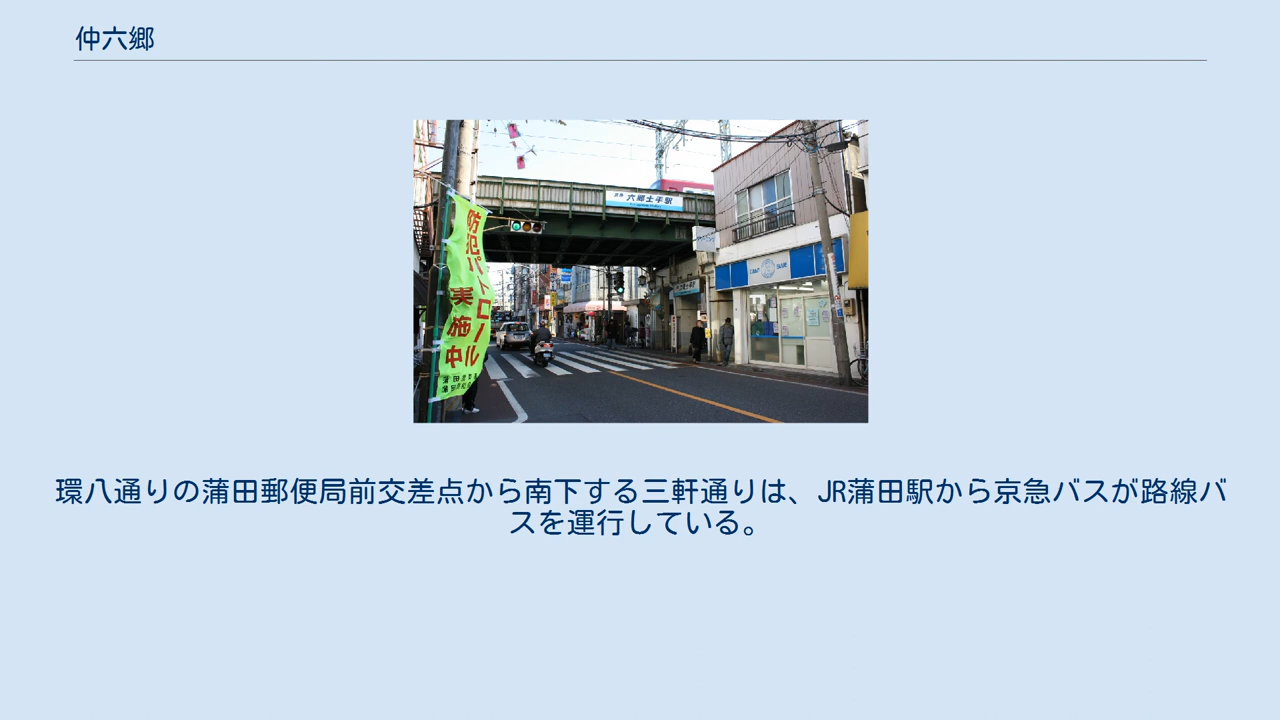 仲六郷
六郷土手駅
防犯パトロール
実施中
環八通りの蒲田郵便局前交差点から南下する三軒通りは、JR蒲田駅から京急バスが路線バ
スを運行している。